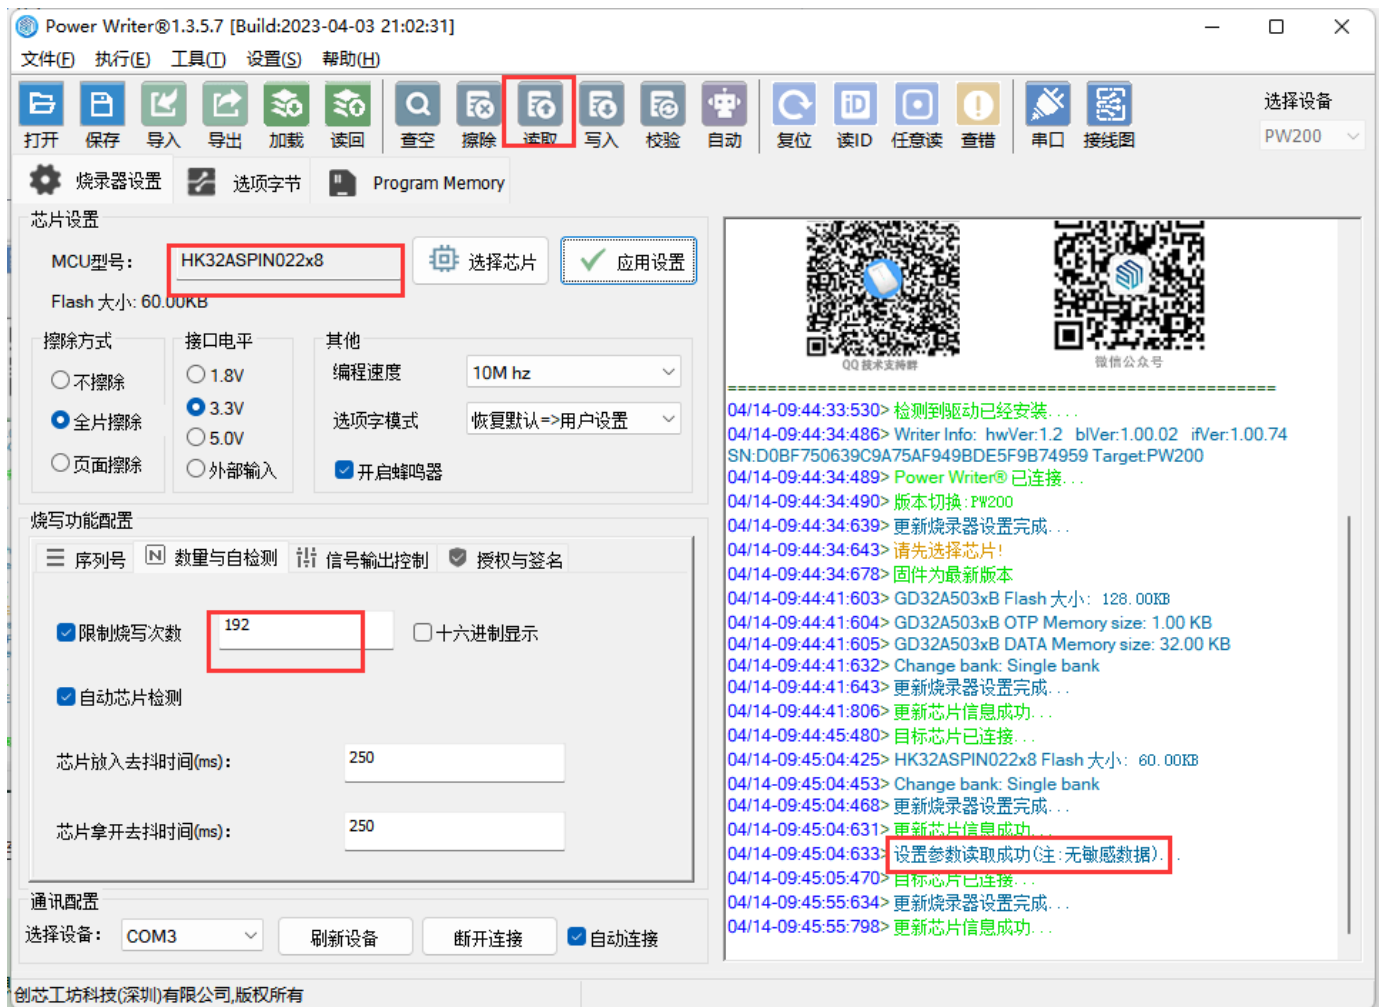 Power Writer®1.3.5.7 [Build:2023-04-03 21:02:31]
文件(F) 执行(E) 工具(T) 设置(S) 帮助(H)
打开 保存 导入 导出 加载 读回 查空 擦除 读取 写入 校验 自动 复位 读ID 任意读 查错 串口 接线图
选择设备
PW200
烧录器设置 选项字节 Program Memory
芯片设置
MCU型号: HK32ASPIN022x8 选择芯片 应用设置
Flash 大小: 60.00KB
擦除方式
不擦除
全片擦除
页面擦除
接口电平
1.8V
3.3V
5.0V
外部输入
其他
编程速度 10M hz
选项字模式 恢复默认=>用户设置
开启蜂鸣器
烧写功能配置
序列号 数量与自检测 信号输出控制 授权与签名
限制烧写次数 192 十六进制显示
自动芯片检测
芯片放入去抖时间(ms): 250
芯片拿开去抖时间(ms): 250
通讯配置
选择设备: COM3 刷新设备 断开连接 自动连接
创芯工坊科技(深圳)有限公司,版权所有
QQ技术支持群 微信公众号
=======================================================
04/14-09:44:33:530> 检测到驱动已经安装....
04/14-09:44:34:486> Writer Info: hwVer:1.2 blVer:1.00.02 ifVer:1.00.74
SN:D0BF750639C9A75AF949BDE5F9B74959 Target:PW200
04/14-09:44:34:489> Power Writer® 已连接...
04/14-09:44:34:490> 版本切换:PW200
04/14-09:44:34:639> 更新烧录器设置完成...
04/14-09:44:34:643> 请先选择芯片!
04/14-09:44:34:678> 固件为最新版本
04/14-09:44:41:603> GD32A503xB Flash 大小: 128.00KB
04/14-09:44:41:604> GD32A503xB OTP Memory size: 1.00 KB
04/14-09:44:41:605> GD32A503xB DATA Memory size: 32.00 KB
04/14-09:44:41:632> Change bank: Single bank
04/14-09:44:41:643> 更新烧录器设置完成...
04/14-09:44:41:806> 更新芯片信息成功...
04/14-09:44:45:480> 目标芯片已连接...
04/14-09:45:04:425> HK32ASPIN022x8 Flash 大小: 60.00KB
04/14-09:45:04:453> Change bank: Single bank
04/14-09:45:04:468> 更新烧录器设置完成...
04/14-09:45:04:631> 更新芯片信息成功...
04/14-09:45:04:633> 设置参数读取成功(注:无敏感数据)...
04/14-09:45:05:470> 目标芯片已连接...
04/14-09:45:55:634> 更新烧录器设置完成...
04/14-09:45:55:798> 更新芯片信息成功...